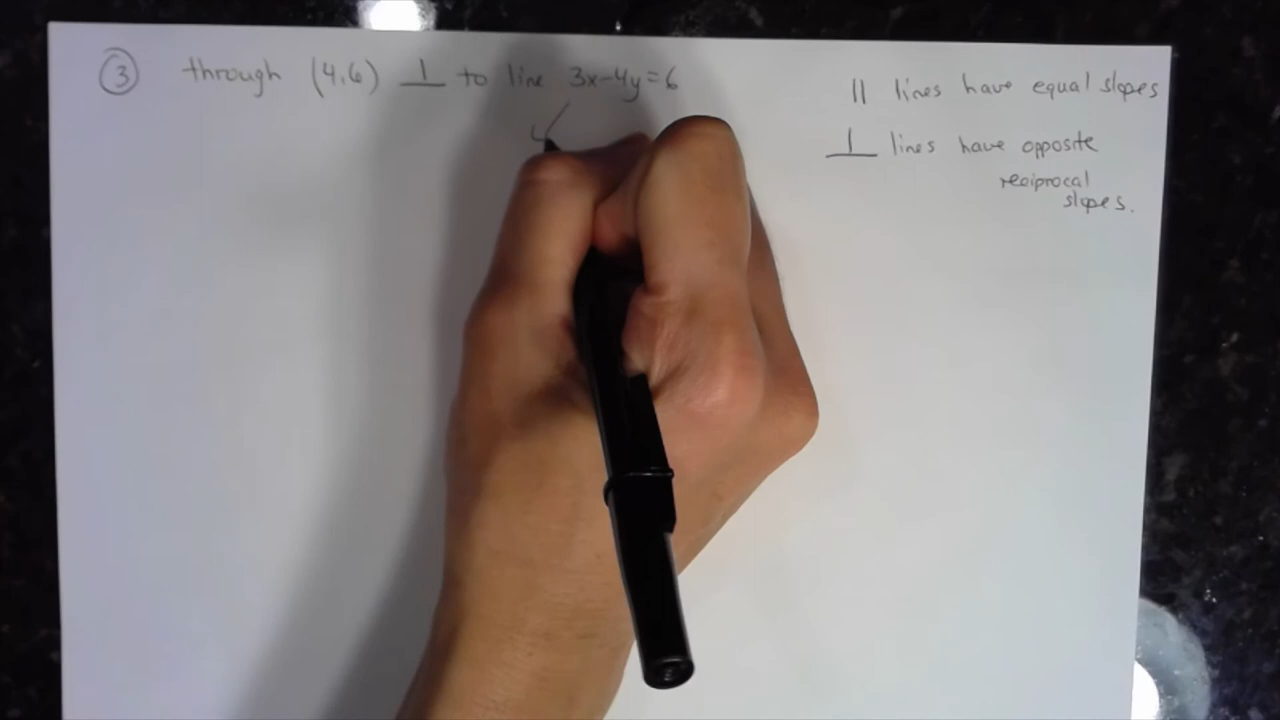 ③ through (4,6) ⊥ to line 3x-4y=6
|| lines have equal slopes
⊥ lines have opposite
reciprocal
slopes.